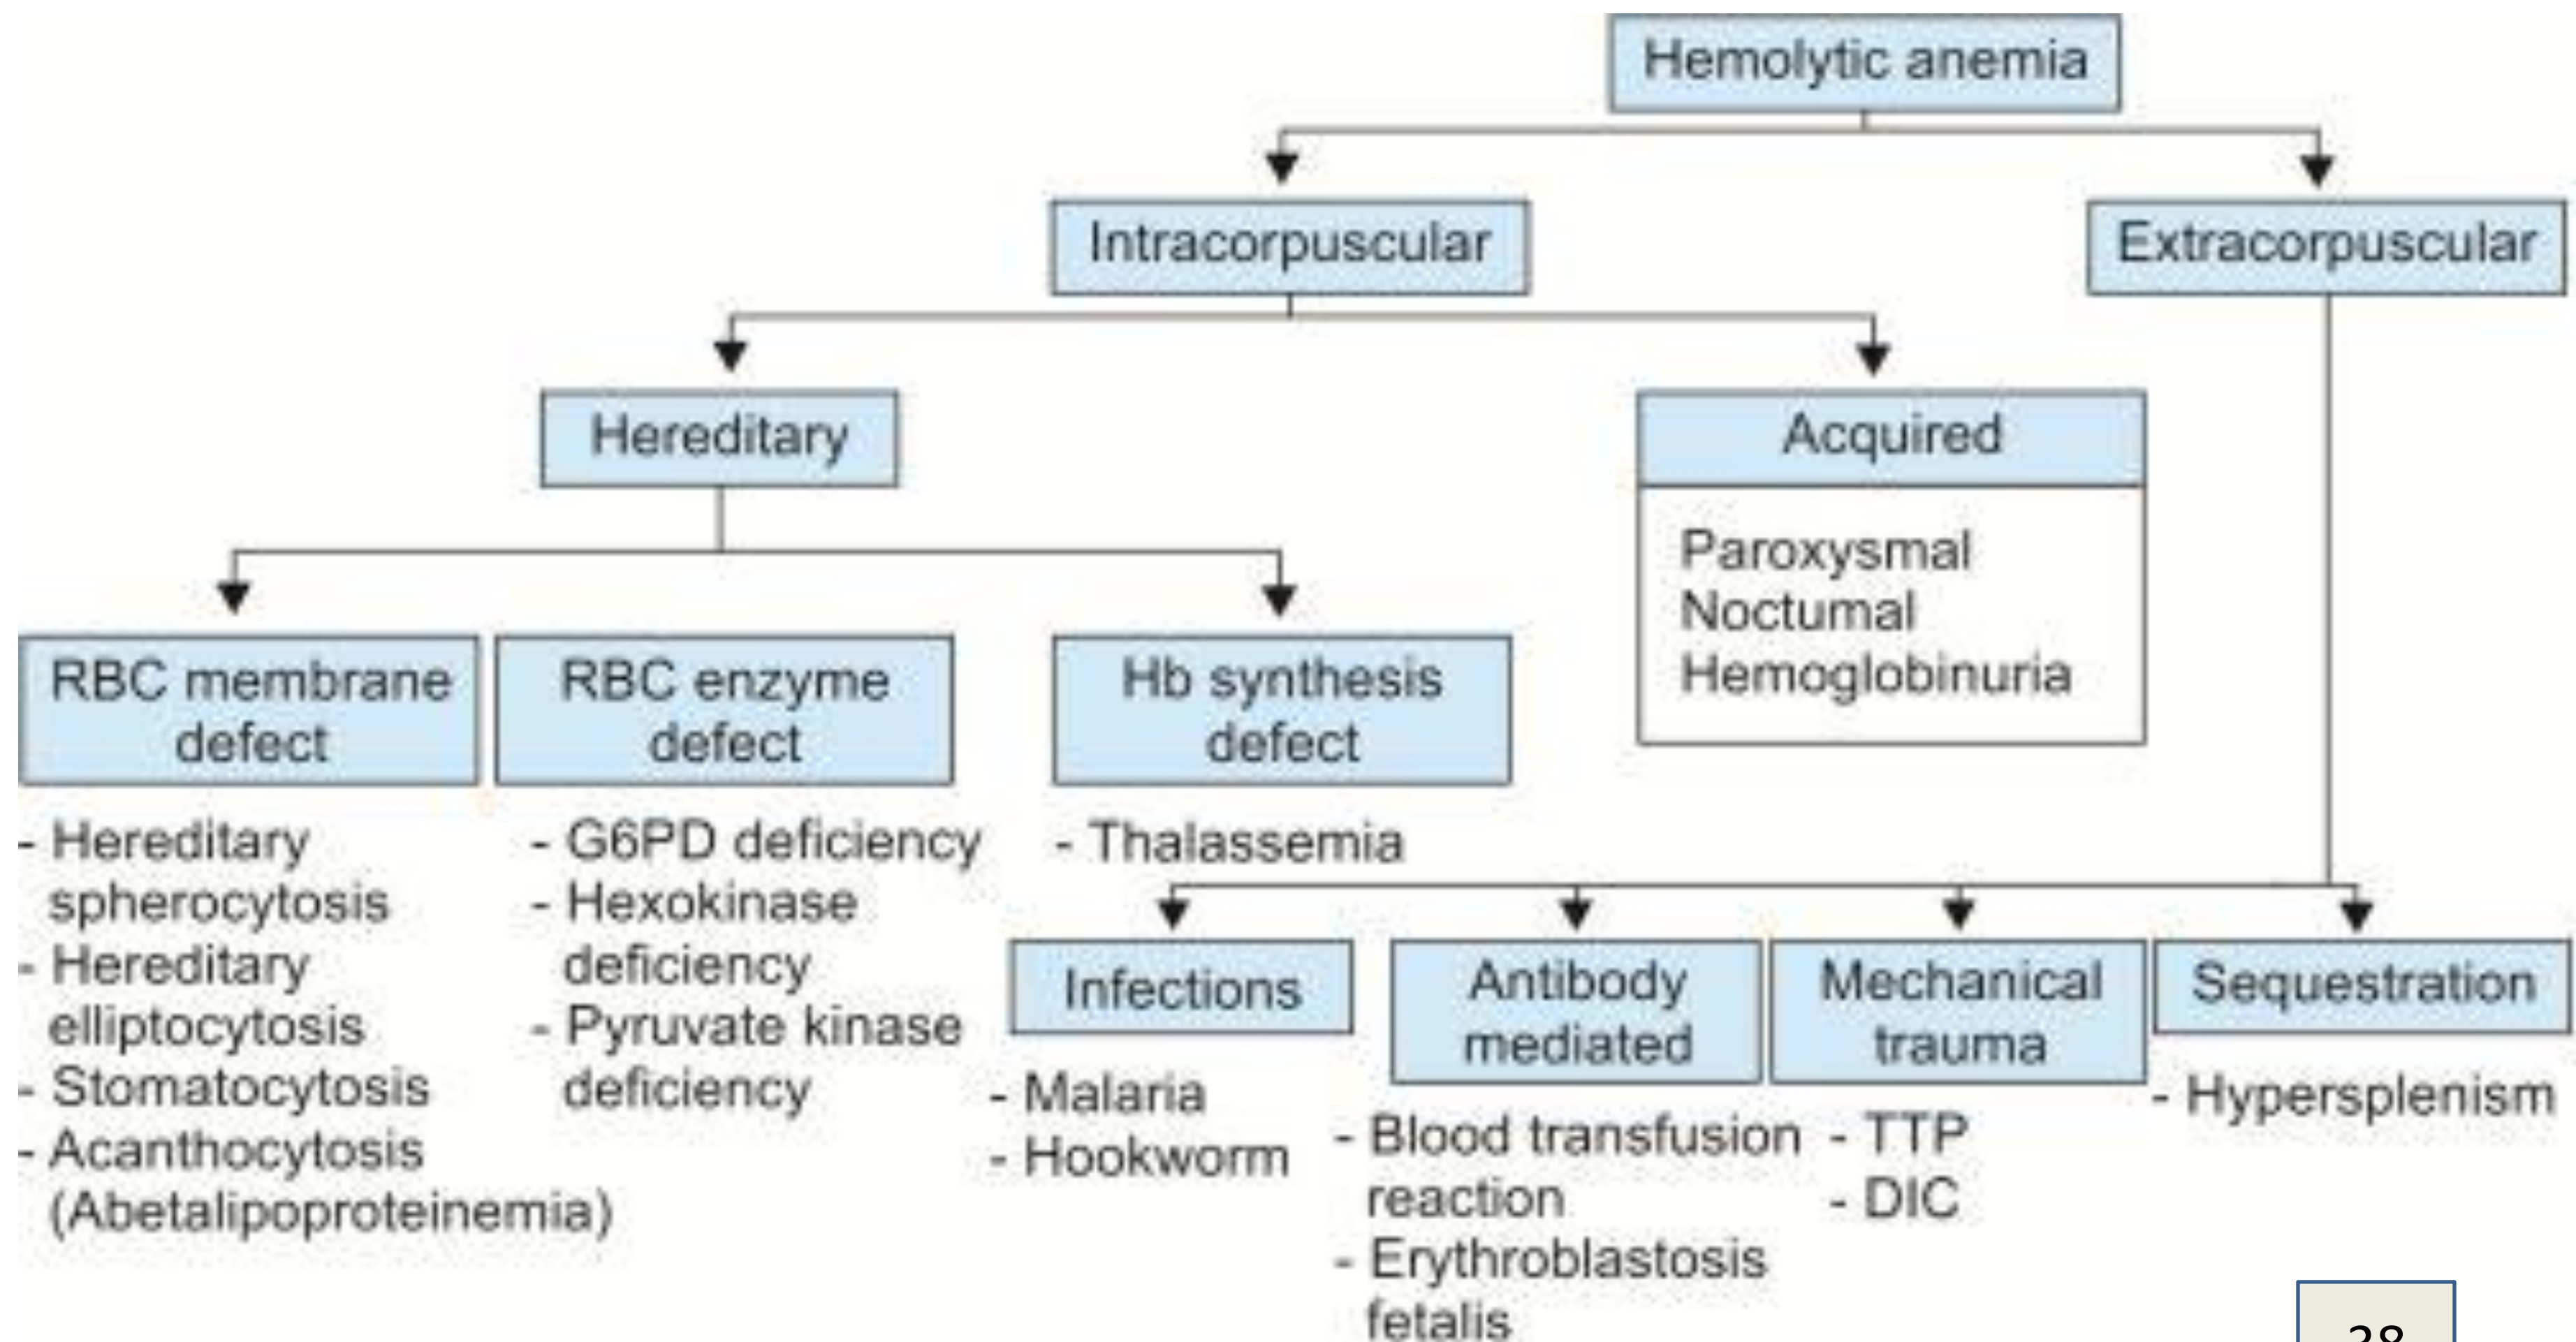 Hemolytic anemia
Intracorpuscular
Extracorpuscular
Hereditary
Acquired
Paroxysmal
Noctumal
Hemoglobinuria
RBC membrane
defect
RBC enzyme
defect
Hb synthesis
defect
- Hereditary
spherocytosis
- Hereditary
elliptocytosis
- Stomatocytosis
- Acanthocytosis
(Abetalipoproteinemia)
- G6PD deficiency
- Hexokinase
deficiency
- Pyruvate kinase
deficiency
- Thalassemia
Infections
- Malaria
- Hookworm
Antibody
mediated
- Blood transfusion
reaction
- Erythroblastosis
fetalis
Mechanical
trauma
- TTP
- DIC
Sequestration
- Hypersplenism
38